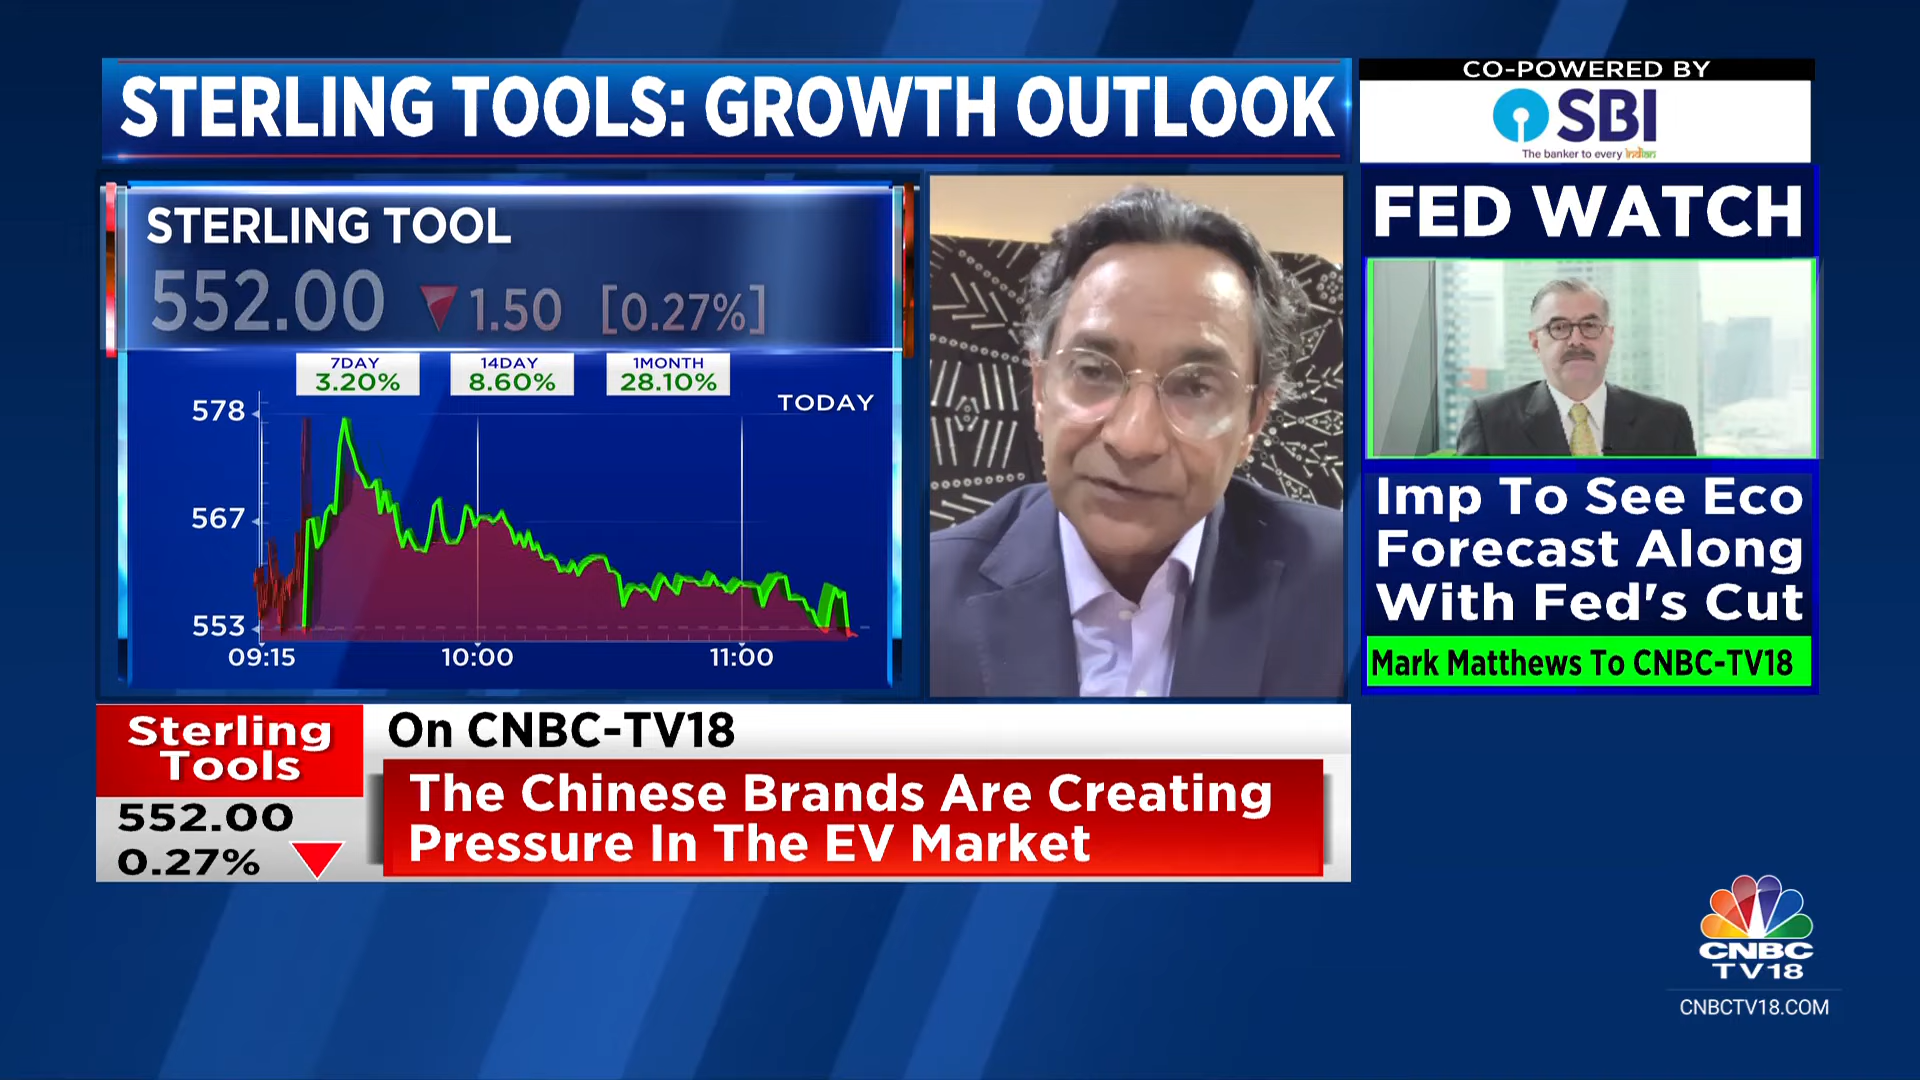 STERLING TOOLS: GROWTH OUTLOOK
STERLING TOOL
552.00 1.50 [0.27%]
7DAY 14DAY 1MONTH
3.20% 8.60% 28.10%
TODAY
578
567
553
09:15 10:00 11:00
Sterling
Tools
552.00
0.27%
On CNBC-TV18
The Chinese Brands Are Creating
Pressure In The EV Market
CO-POWERED BY
SBI
The banker to every indian
FED WATCH
Imp To See Eco
Forecast Along
With Fed's Cut
Mark Matthews To CNBC-TV18
CNBC
TV18
CNBCTV18.COM